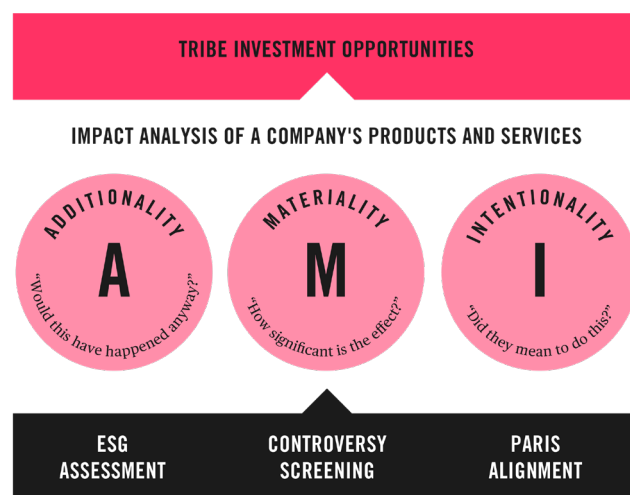 TRIBE INVESTMENT OPPORTUNITIES
IMPACT ANALYSIS OF A COMPANY'S PRODUCTS AND SERVICES
ADDITIONALITY
A
“Would this have happened anyway?”
MATERIALITY
M
“How significant is the effect?”
INTENTIONALITY
I
“Did they mean to do this?”
ESG
ASSESSMENT
CONTROVERSY
SCREENING
PARIS
ALIGNMENT